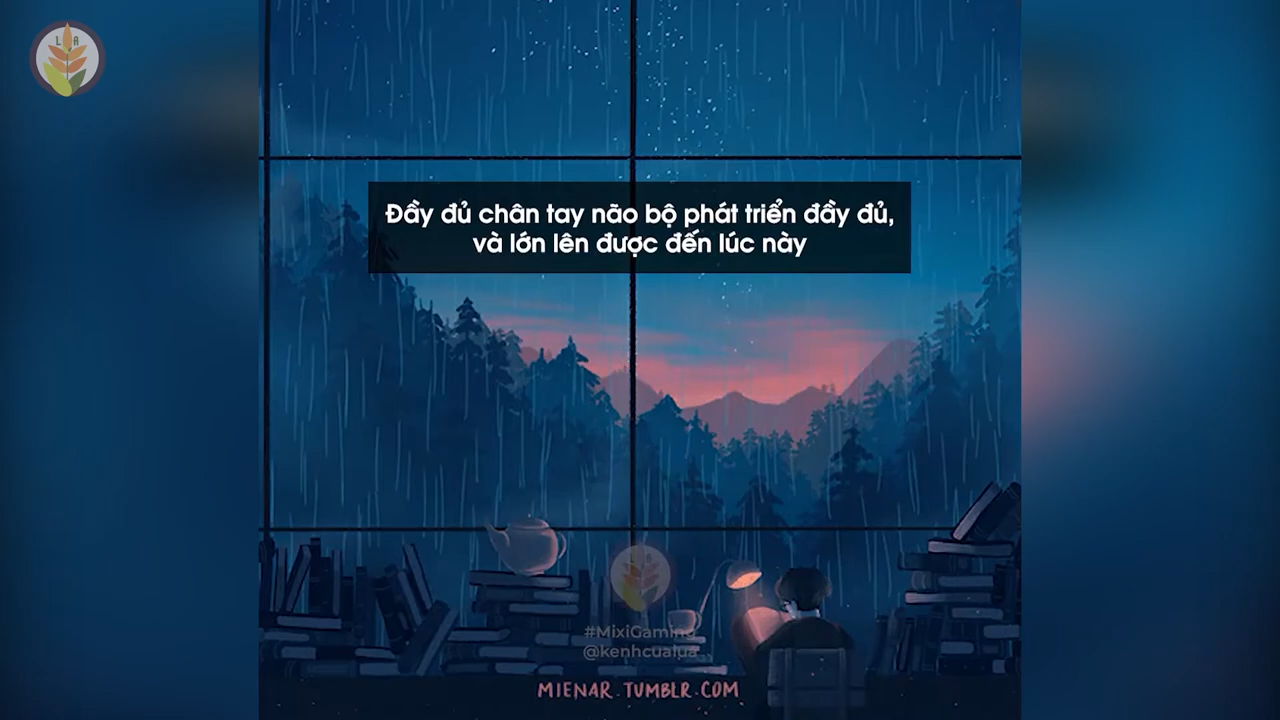 L A
Đầy đủ chân tay não bộ phát triển đầy đủ,
và lớn lên được đến lúc này
#MixiGaming
@kenhcualua
MIENAR.TUMBLR.COM